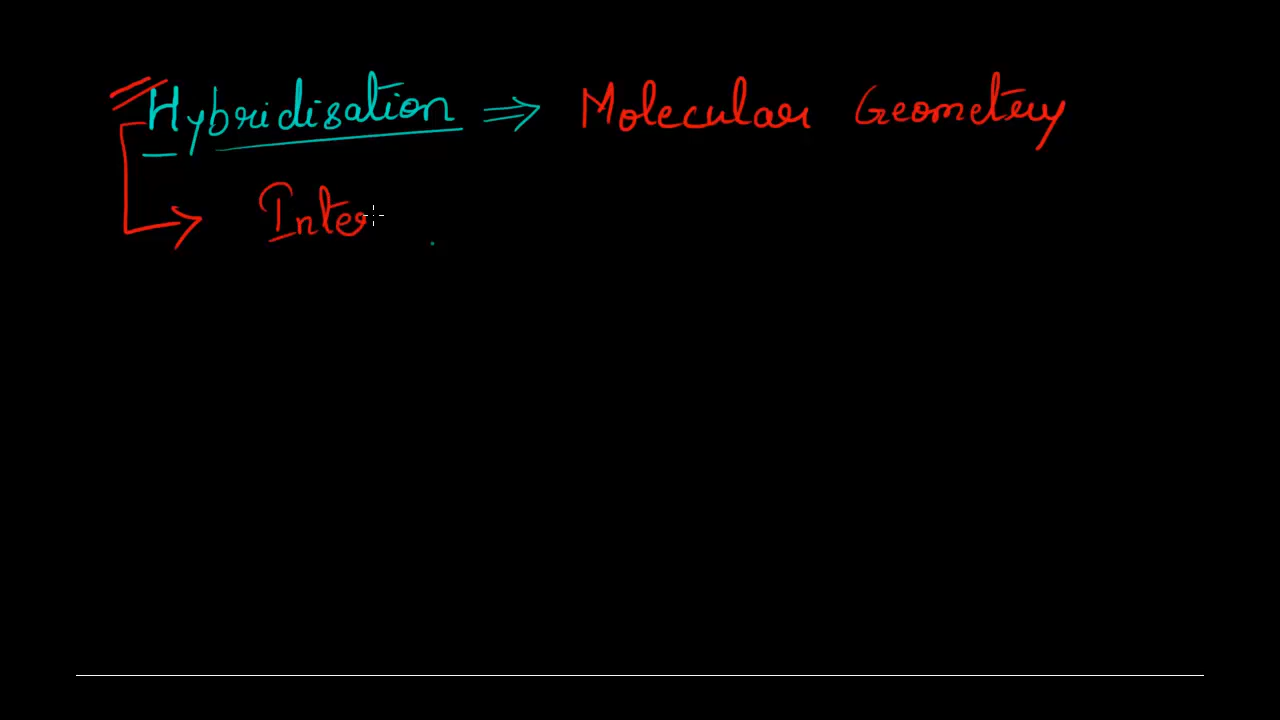 Hybridisation ⇒ Molecular Geometry
→ Inter